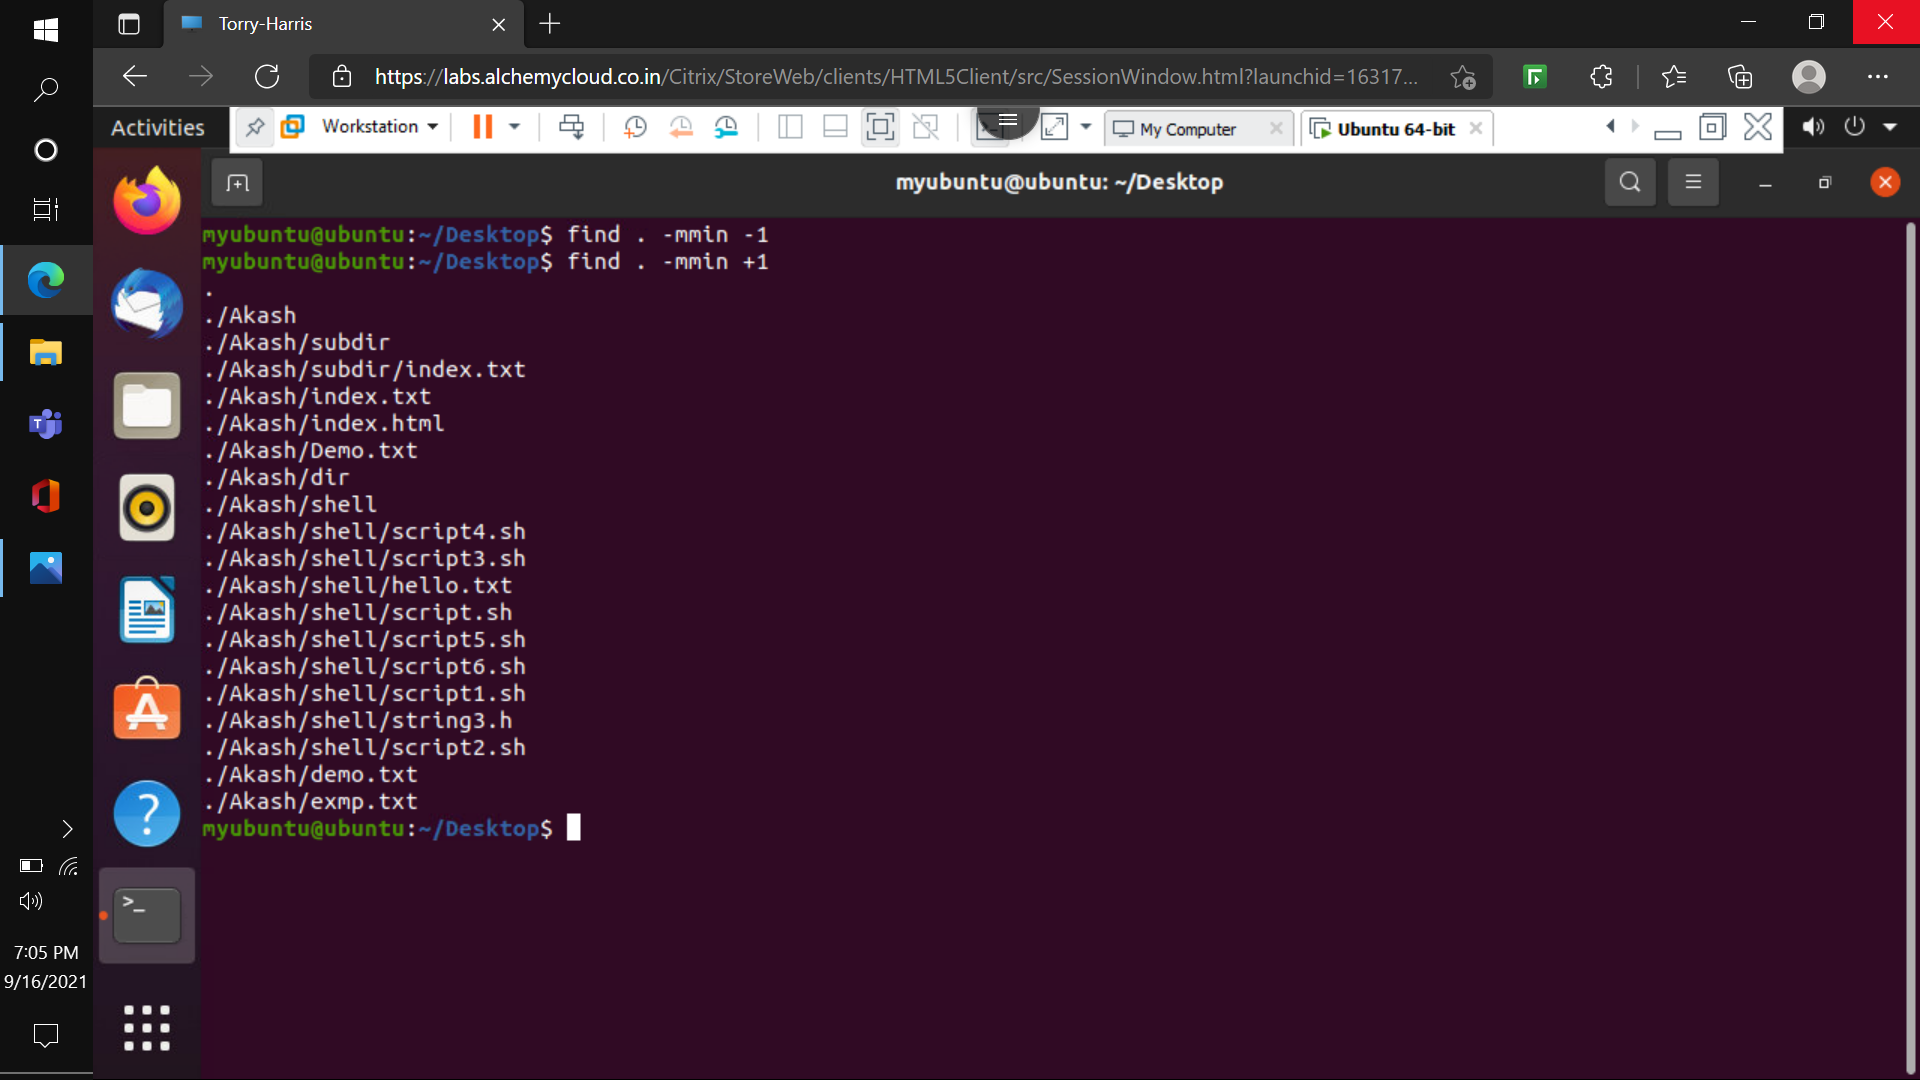 Torry-Harris
https://labs.alchemycloud.co.in/Citrix/StoreWeb/clients/HTML5Client/src/SessionWindow.html?launchid=16317...
Activities
Workstation
My Computer
Ubuntu 64-bit
myubuntu@ubuntu: ~/Desktop
myubuntu@ubuntu:~/Desktop$ find . -mmin -1
myubuntu@ubuntu:~/Desktop$ find . -mmin +1
.
./Akash
./Akash/subdir
./Akash/subdir/index.txt
./Akash/index.txt
./Akash/index.html
./Akash/Demo.txt
./Akash/dir
./Akash/shell
./Akash/shell/script4.sh
./Akash/shell/script3.sh
./Akash/shell/hello.txt
./Akash/shell/script.sh
./Akash/shell/script5.sh
./Akash/shell/script6.sh
./Akash/shell/script1.sh
./Akash/shell/string3.h
./Akash/shell/script2.sh
./Akash/demo.txt
./Akash/exmp.txt
myubuntu@ubuntu:~/Desktop$
7:05 PM
9/16/2021